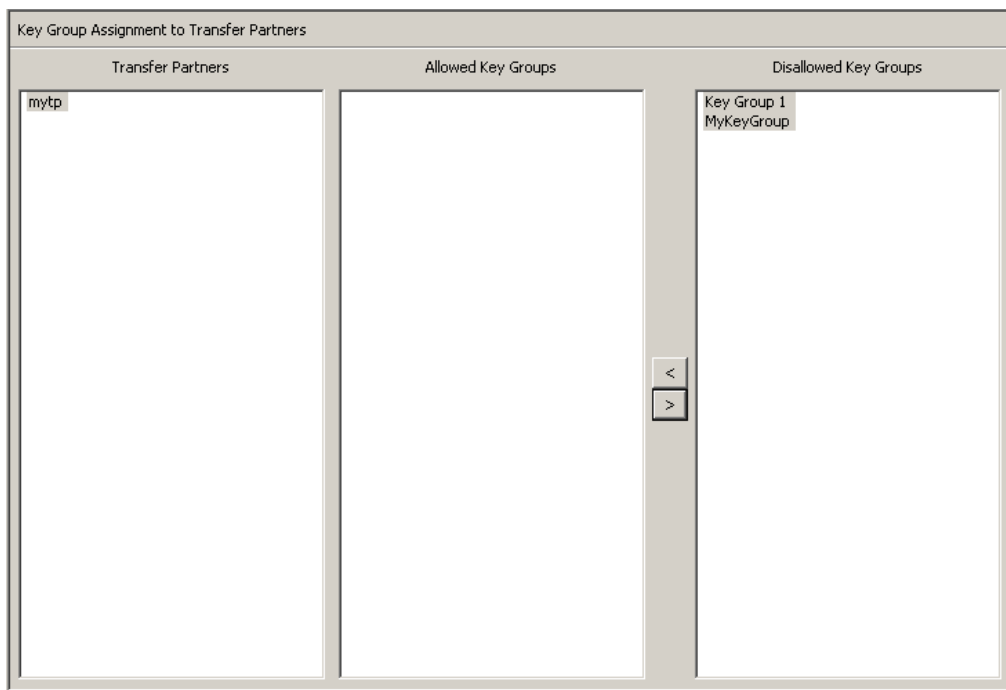 Key Group Assignment to Transfer Partners
Transfer Partners
Allowed Key Groups
Disallowed Key Groups
mytp
Key Group 1
MyKeyGroup
<
>